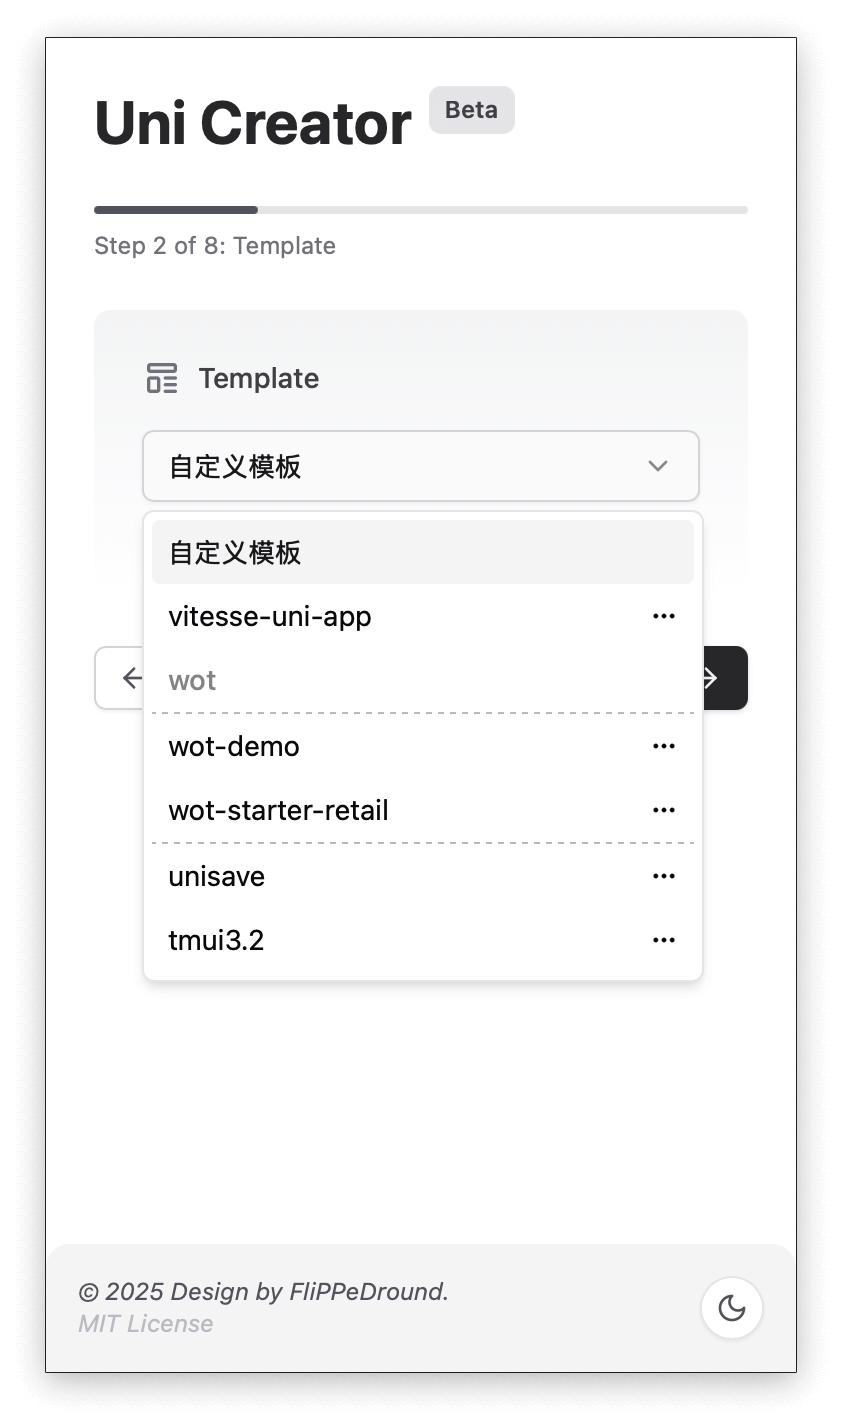 Uni Creator Beta
Step 2 of 8: Template
Template
自定义模板
自定义模板
vitesse-uni-app
wot
wot-demo
wot-starter-retail
unisave
tmui3.2
© 2025 Design by FliPPeDround.
MIT License